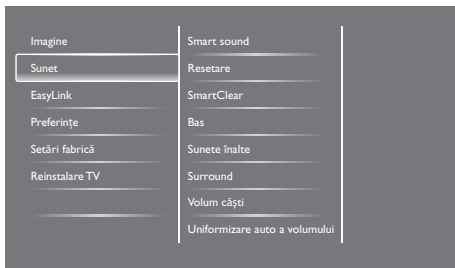 Imagine
Sunet
EasyLink
Preferințe
Setări fabrică
Reinstalare TV
Smart sound
Resetare
SmartClear
Bas
Sunete înalte
Surround
Volum căști
Uniformizare auto a volumului